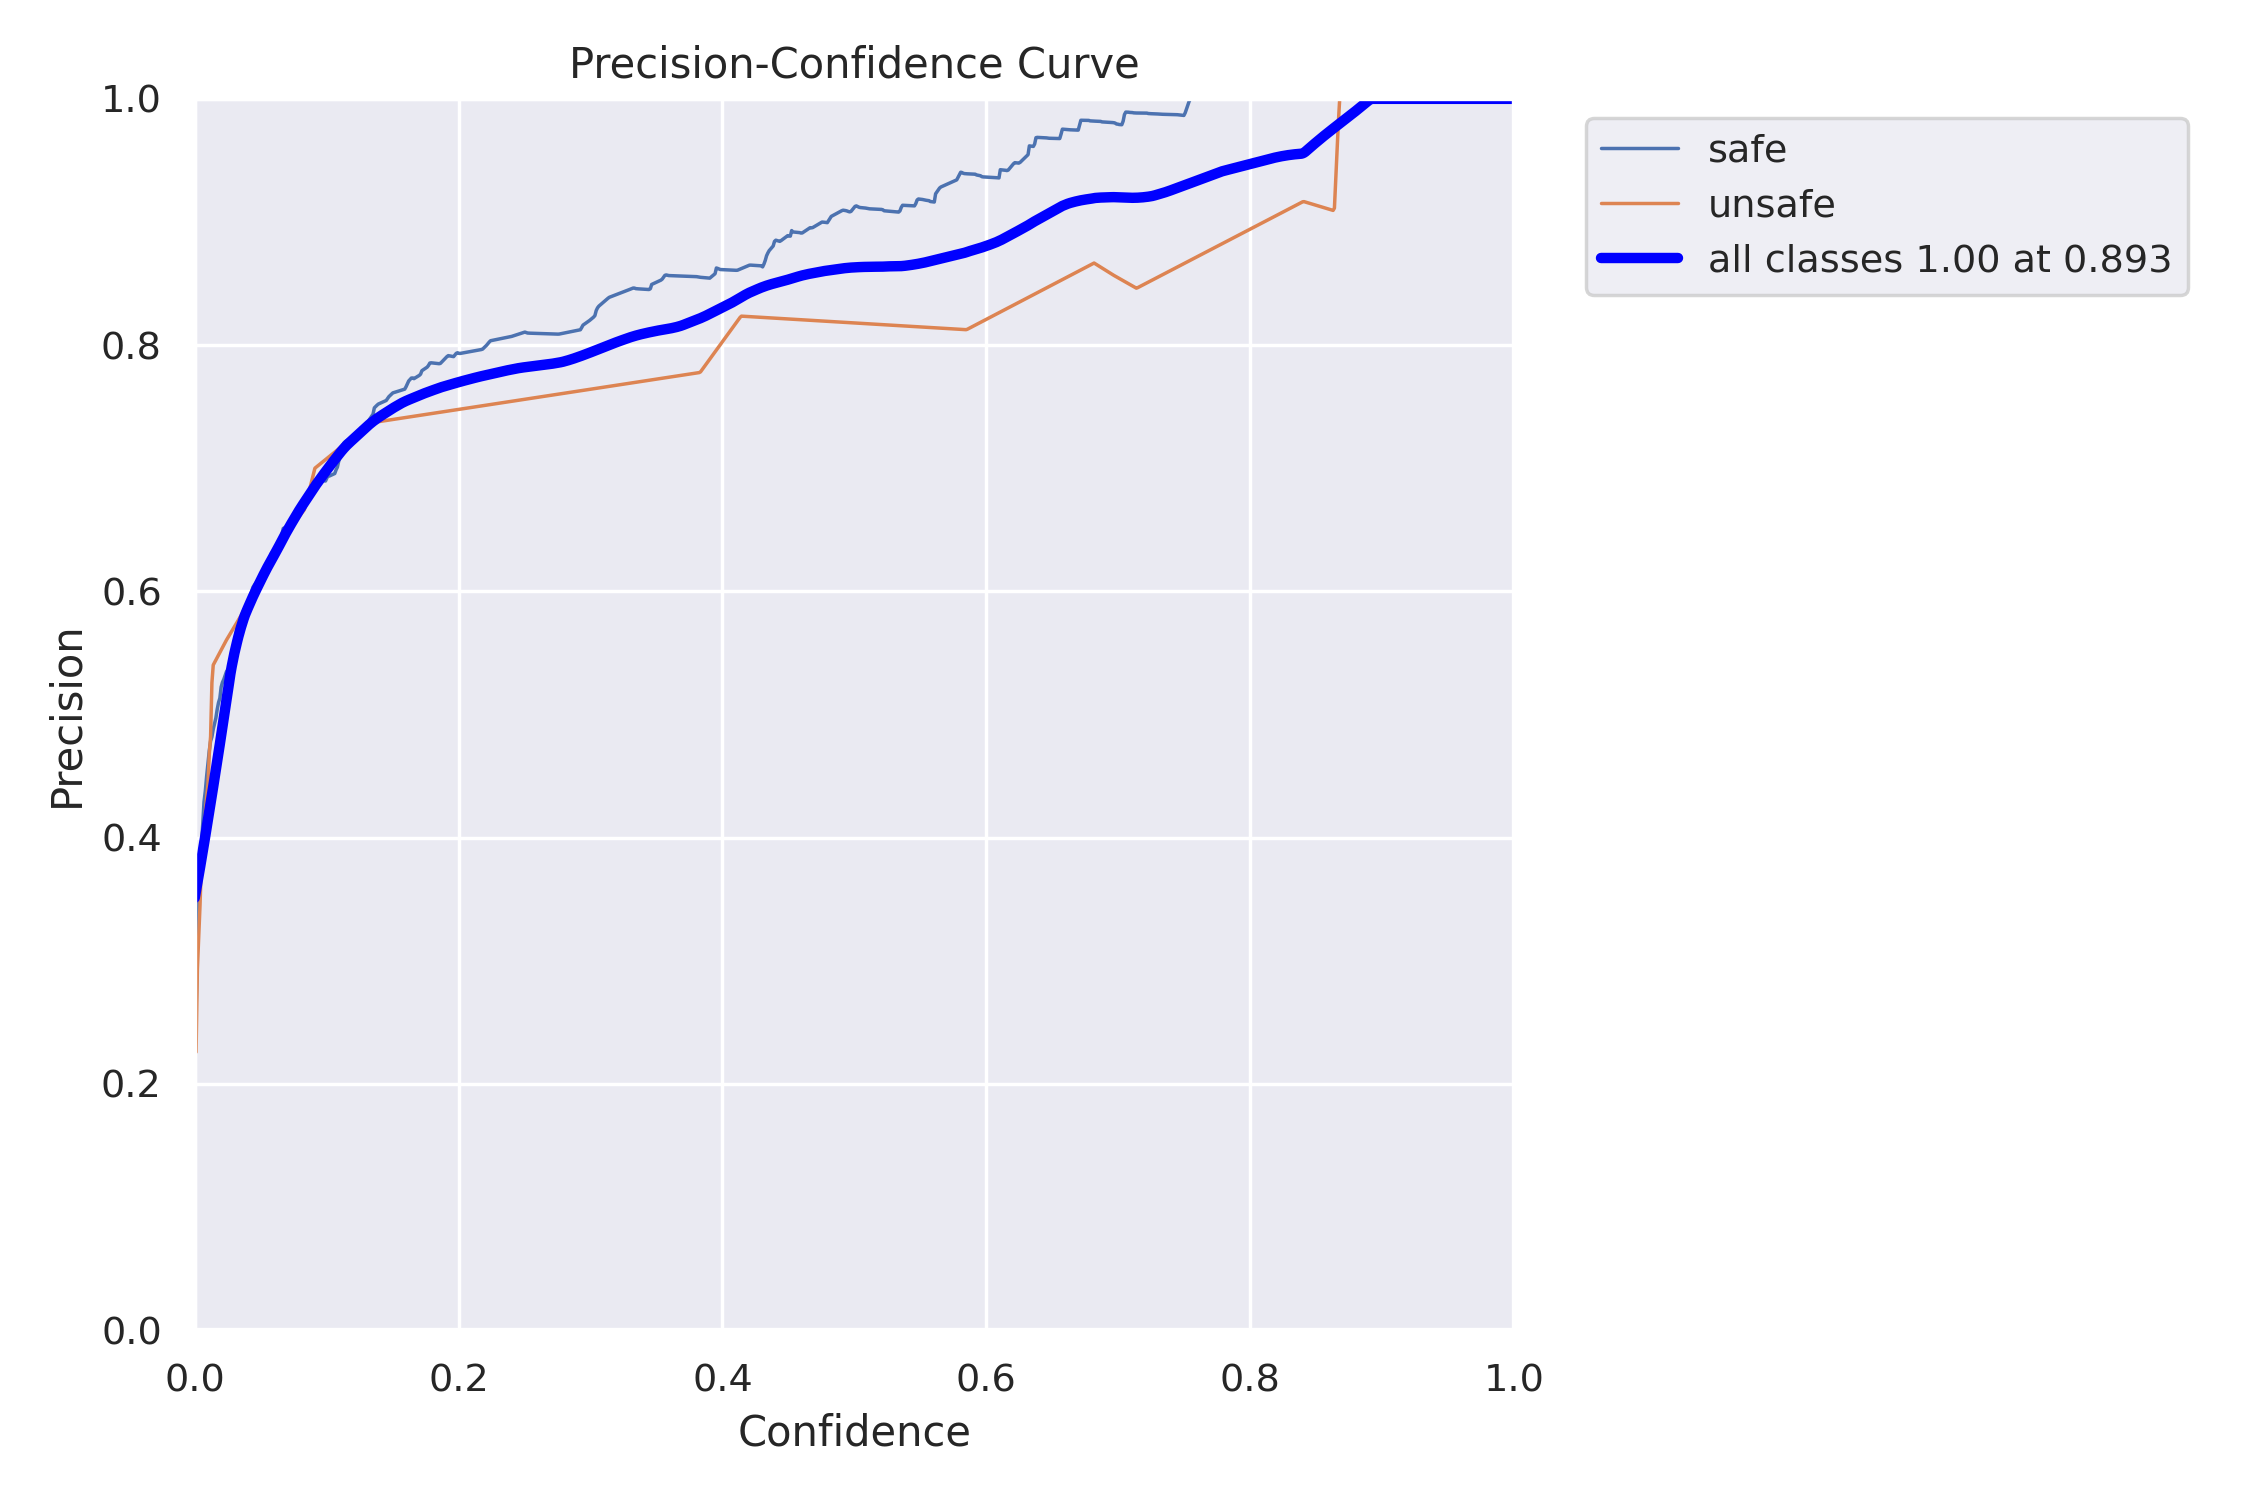 Precision-Confidence Curve
1.0
0.8
0.6
0.4
0.2
0.0
Precision
0.0 0.2 0.4 0.6 0.8 1.0
Confidence
safe
unsafe
all classes 1.00 at 0.893